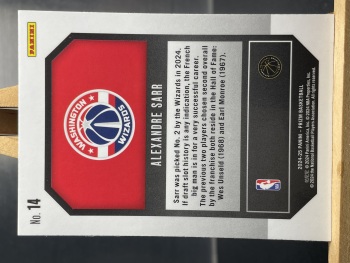 PANINI
WASHINGTON
WIZARDS
No. 14
ALEXANDRE SARR
Sarr was picked No. 2 by the Wizards in 2024.
If draft slot history is any indication, the French
big man is in for a very successful career.
The previous two players chosen second overall
by the franchise both reside in the Hall of Fame:
Wes Unseld (1968) and Earl Monroe (1967).
NBA
2024-25 PANINI - PRIZM BASKETBALL